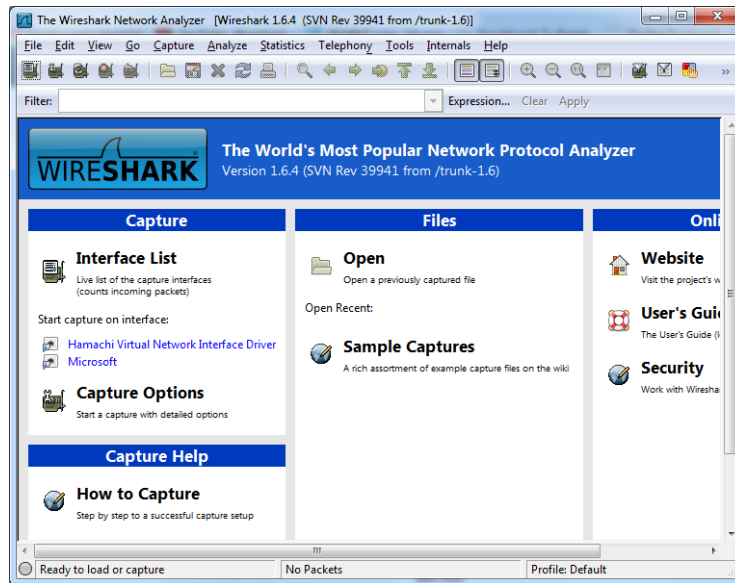 The Wireshark Network Analyzer [Wireshark 1.6.4 (SVN Rev 39941 from /trunk-1.6)]
File Edit View Go Capture Analyze Statistics Telephony Tools Internals Help
Filter: Expression... Clear Apply
WIRESHARK
The World's Most Popular Network Protocol Analyzer
Version 1.6.4 (SVN Rev 39941 from /trunk-1.6)
Capture
Interface List
Live list of the capture interfaces
(counts incoming packets)
Start capture on interface:
Hamachi Virtual Network Interface Driver
Microsoft
Capture Options
Start a capture with detailed options
Capture Help
How to Capture
Step by step to a successful capture setup
Files
Open
Open a previously captured file
Open Recent:
Sample Captures
A rich assortment of example capture files on the wiki
Onli
Website
Visit the project's w
User's Gui
The User's Guide (l
Security
Work with Wiresha
Ready to load or capture
No Packets
Profile: Default